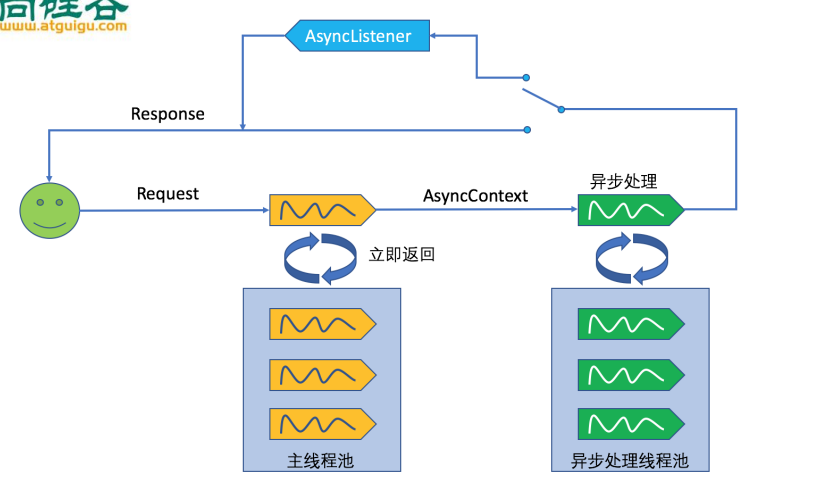 尚硅谷
www.atguigu.com
AsyncListener
Response
Request
AsyncContext
异步处理
立即返回
主线程池
异步处理线程池